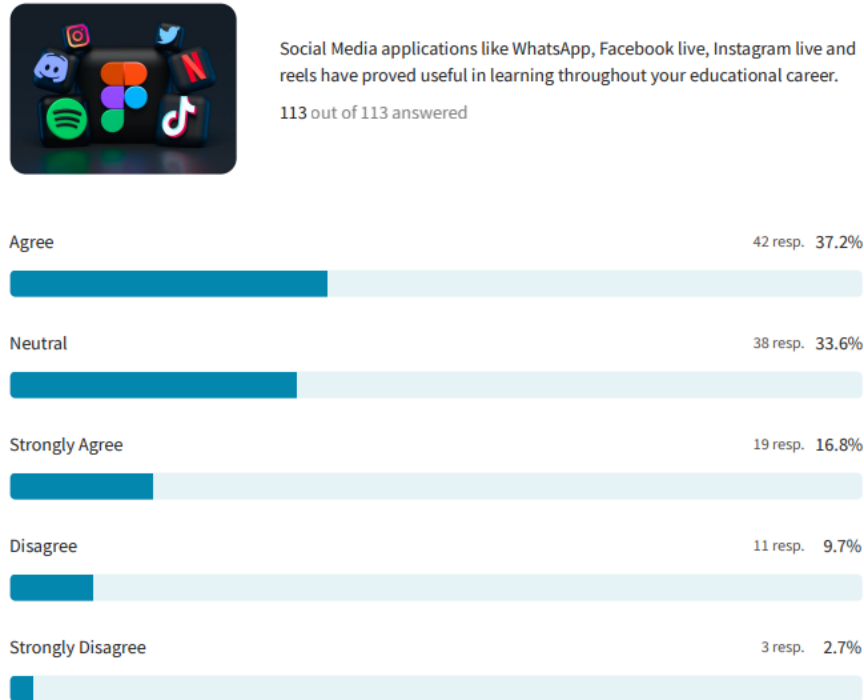 Social Media applications like WhatsApp, Facebook live, Instagram live and
reels have proved useful in learning throughout your educational career.
113 out of 113 answered
Agree 42 resp. 37.2%
Neutral 38 resp. 33.6%
Strongly Agree 19 resp. 16.8%
Disagree 11 resp. 9.7%
Strongly Disagree 3 resp. 2.7%